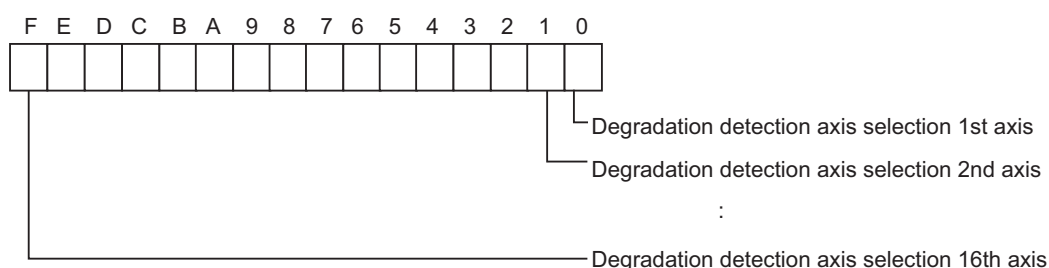 F E D C B A 9 8 7 6 5 4 3 2 1 0
Degradation detection axis selection 1st axis
Degradation detection axis selection 2nd axis
:
Degradation detection axis selection 16th axis